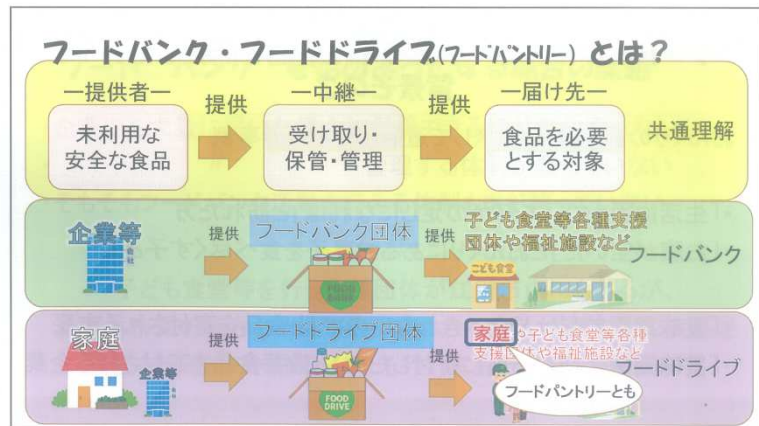 フードバンク・フードドライブ(フードパントリー) とは？
―提供者―
提供
―中継―
提供
―届け先―
未利用な
安全な食品
受け取り・
保管・管理
食品を必要
とする対象
共通理解
企業等
会社
提供
フードバンク団体
FOOD
BANK
提供
子ども食堂等各種支援
団体や福祉施設など
こども食堂
フードバンク
家庭
企業等
提供
フードドライブ団体
FOOD
DRIVE
提供
家庭や子ども食堂等各種
支援団体や福祉施設など
フードパントリーとも
フードドライブ